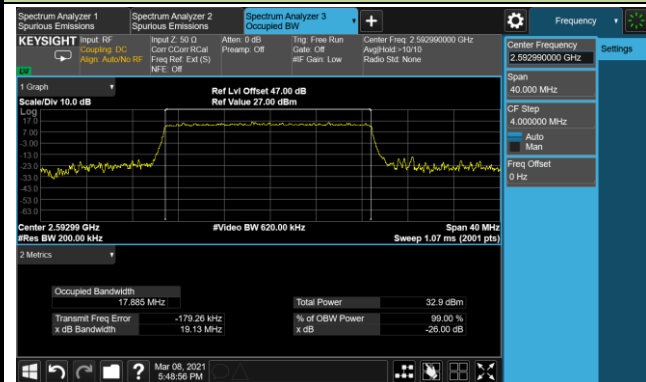 Spectrum Analyzer 1
Spurious Emissions
Spectrum Analyzer 2
Spurious Emissions
Spectrum Analyzer 3
Occupied BW
Frequency
KEYSIGHT
Input: RF
Coupling: DC
Align: Auto/No RF
Input Z: 50 Ω
Corr CCorr RCal
Freq Ref: Ext (S)
NFE: Off
Atten: 0 dB
Preamp: Off
Trig: Free Run
Gate: Off
#IF Gain: Low
Center Freq: 2.592990000 GHz
Avg|Hold:>10/10
Radio Std: None
LXI
Center Frequency
2.592990000 GHz
Settings
Span
40.000 MHz
CF Step
4.000000 MHz
Auto
Man
Freq Offset
0 Hz
1 Graph
Scale/Div 10.0 dB
Ref Lvl Offset 47.00 dB
Ref Value 27.00 dBm
Log
17.0
7.00
-3.00
-13.0
-23.0
-33.0
-43.0
-53.0
-63.0
Center 2.59299 GHz
#Res BW 200.00 kHz
#Video BW 620.00 kHz
Span 40 MHz
Sweep 1.07 ms (2001 pts)
2 Metrics
Occupied Bandwidth
17.885 MHz
Total Power 32.9 dBm
Transmit Freq Error -179.26 kHz
% of OBW Power 99.00 %
x dB Bandwidth 19.13 MHz
x dB -26.00 dB
Mar 08, 2021
5:48:56 PM